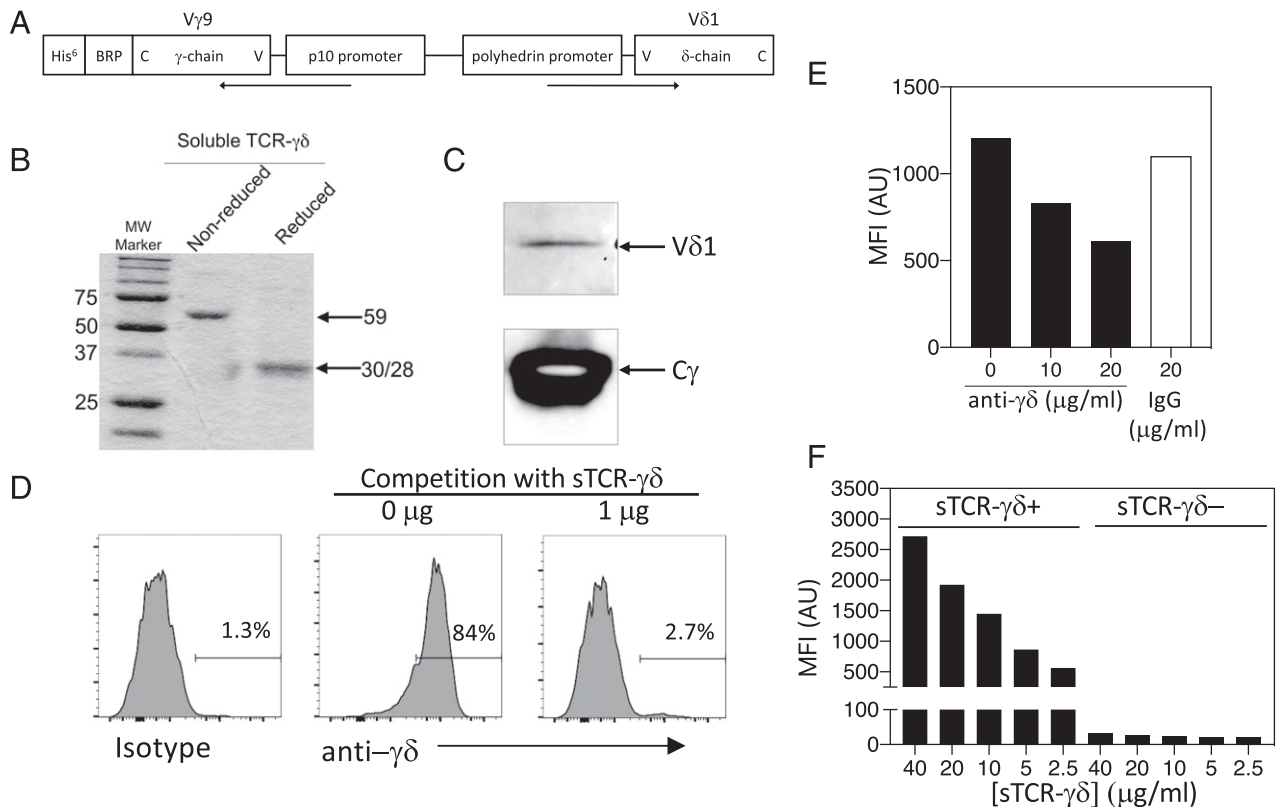 A
Vγ9
Vδ1
His⁶ BRP C γ-chain V p10 promoter polyhedrin promoter V δ-chain C
B
Soluble TCR-γδ
Non-reduced
Reduced
MW
Marker
75
50
37
25
59
30/28
C
Vδ1
Cγ
D
Competition with sTCR-γδ
0 μg 1 μg
1.3%
84%
2.7%
Isotype
anti–γδ
E
1500
1000
500
0
MFI (AU)
0 10 20 20
anti-γδ (μg/ml) IgG
(μg/ml)
F
3500
3000
2500
2000
1500
1000
500
100
0
MFI (AU)
sTCR-γδ+ sTCR-γδ–
40 20 10 5 2.5 40 20 10 5 2.5
[sTCR-γδ] (μg/ml)